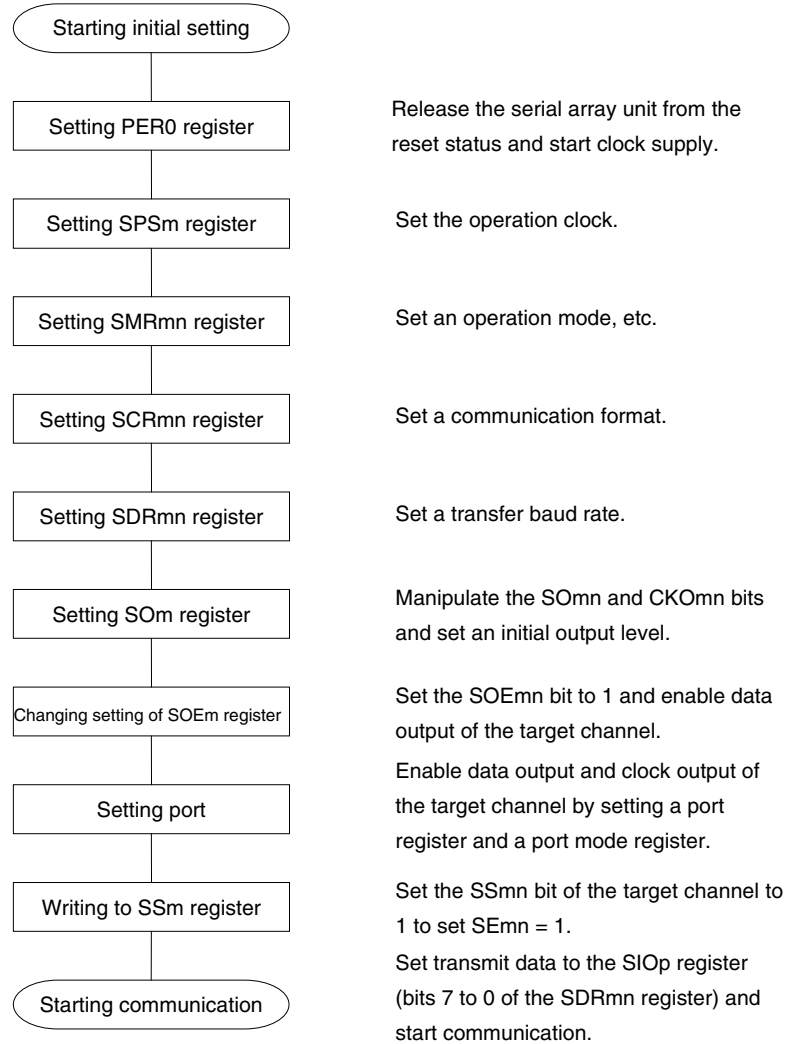 Starting initial setting
Setting PER0 register
Release the serial array unit from the
reset status and start clock supply.
Setting SPSm register
Set the operation clock.
Setting SMRmn register
Set an operation mode, etc.
Setting SCRmn register
Set a communication format.
Setting SDRmn register
Set a transfer baud rate.
Setting SOm register
Manipulate the SOmn and CKOmn bits
and set an initial output level.
Changing setting of SOEm register
Set the SOEmn bit to 1 and enable data
output of the target channel.
Setting port
Enable data output and clock output of
the target channel by setting a port
register and a port mode register.
Writing to SSm register
Set the SSmn bit of the target channel to
1 to set SEmn = 1.
Starting communication
Set transmit data to the SIOp register
(bits 7 to 0 of the SDRmn register) and
start communication.